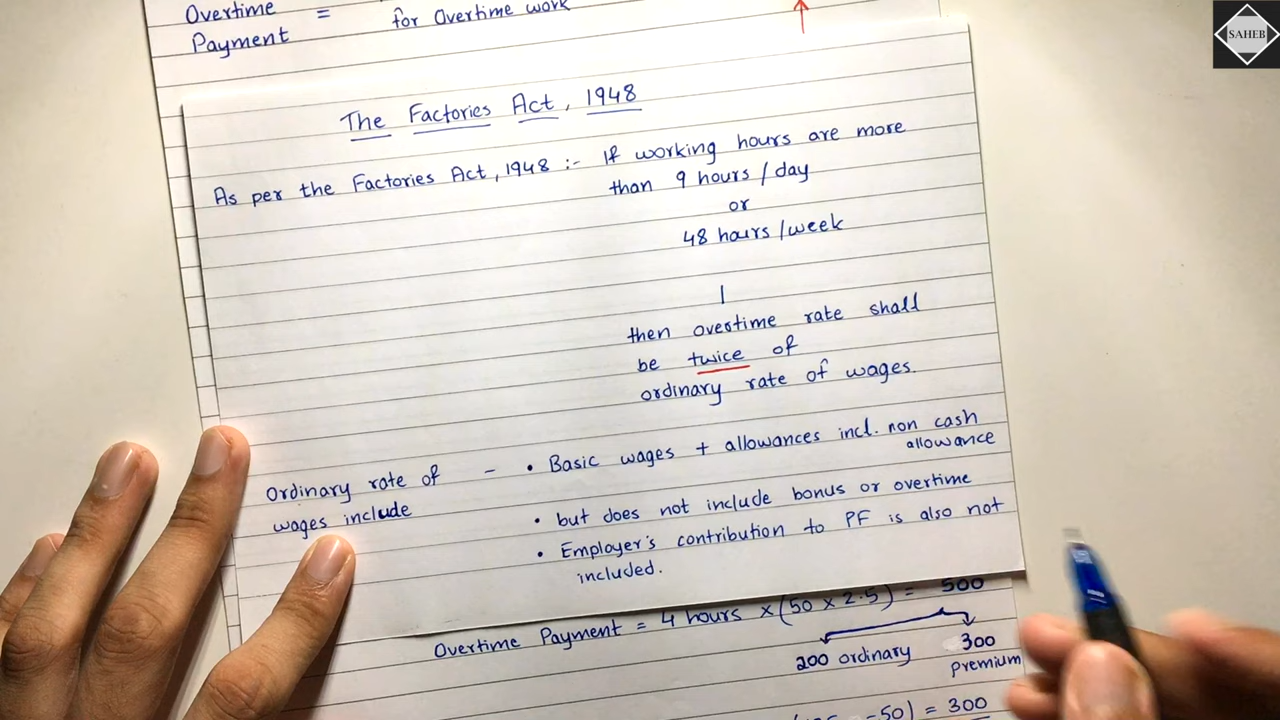 SAHEB
Overtime = for Overtime work
Payment
The Factories Act, 1948
As per the Factories Act, 1948 :- If working hours are more
than 9 hours / day
or
48 hours / week
then overtime rate shall
be twice of
ordinary rate of wages.
Ordinary rate of - • Basic wages + allowances incl. non cash
wages include allowance
• but does not include bonus or overtime
• Employer's contribution to PF is also not
included.
Overtime Payment = 4 hours × (50 × 2.5) = 500
200 ordinary 300
premium
- 50) = 300